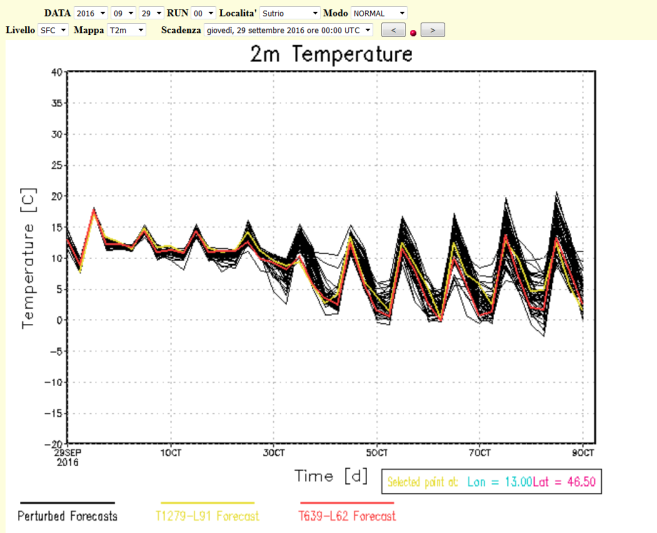 DATA 2016 09 29 RUN 00 Localita' Sutrio Modo NORMAL
Livello SFC Mappa T2m Scadenza giovedì, 29 settembre 2016 ore 00:00 UTC < >
2m Temperature
40
35
30
25
20
15
10
5
0
-5
-10
-15
-20
Temperature [C]
29SEP 1OCT 3OCT 5OCT 7OCT 9OCT
2016
Time [d]
Selected point at: Lon = 13.00 Lat = 46.50
Perturbed Forecasts T1279-L91 Forecast T639-L62 Forecast